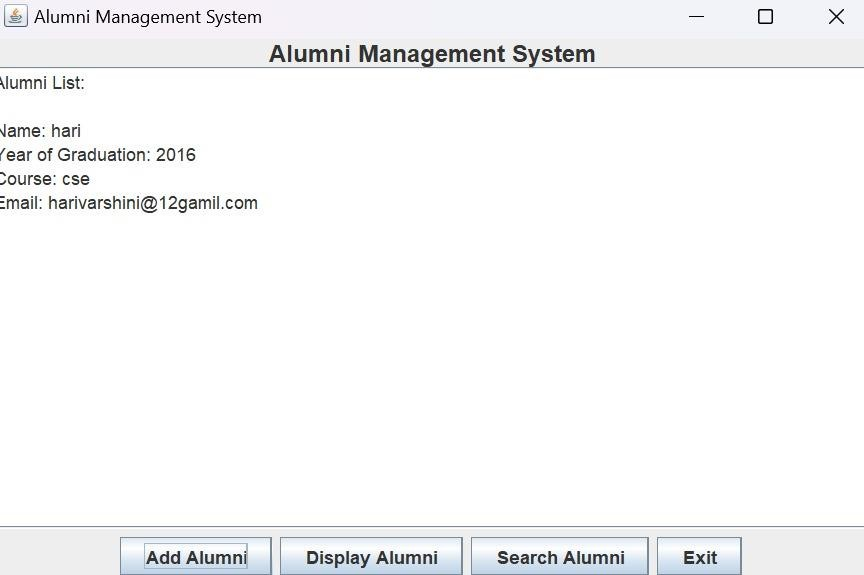 Alumni Management System
Alumni Management System
Alumni List:
Name: hari
Year of Graduation: 2016
Course: cse
Email: harivarshini@12gamil.com
Add Alumni
Display Alumni
Search Alumni
Exit